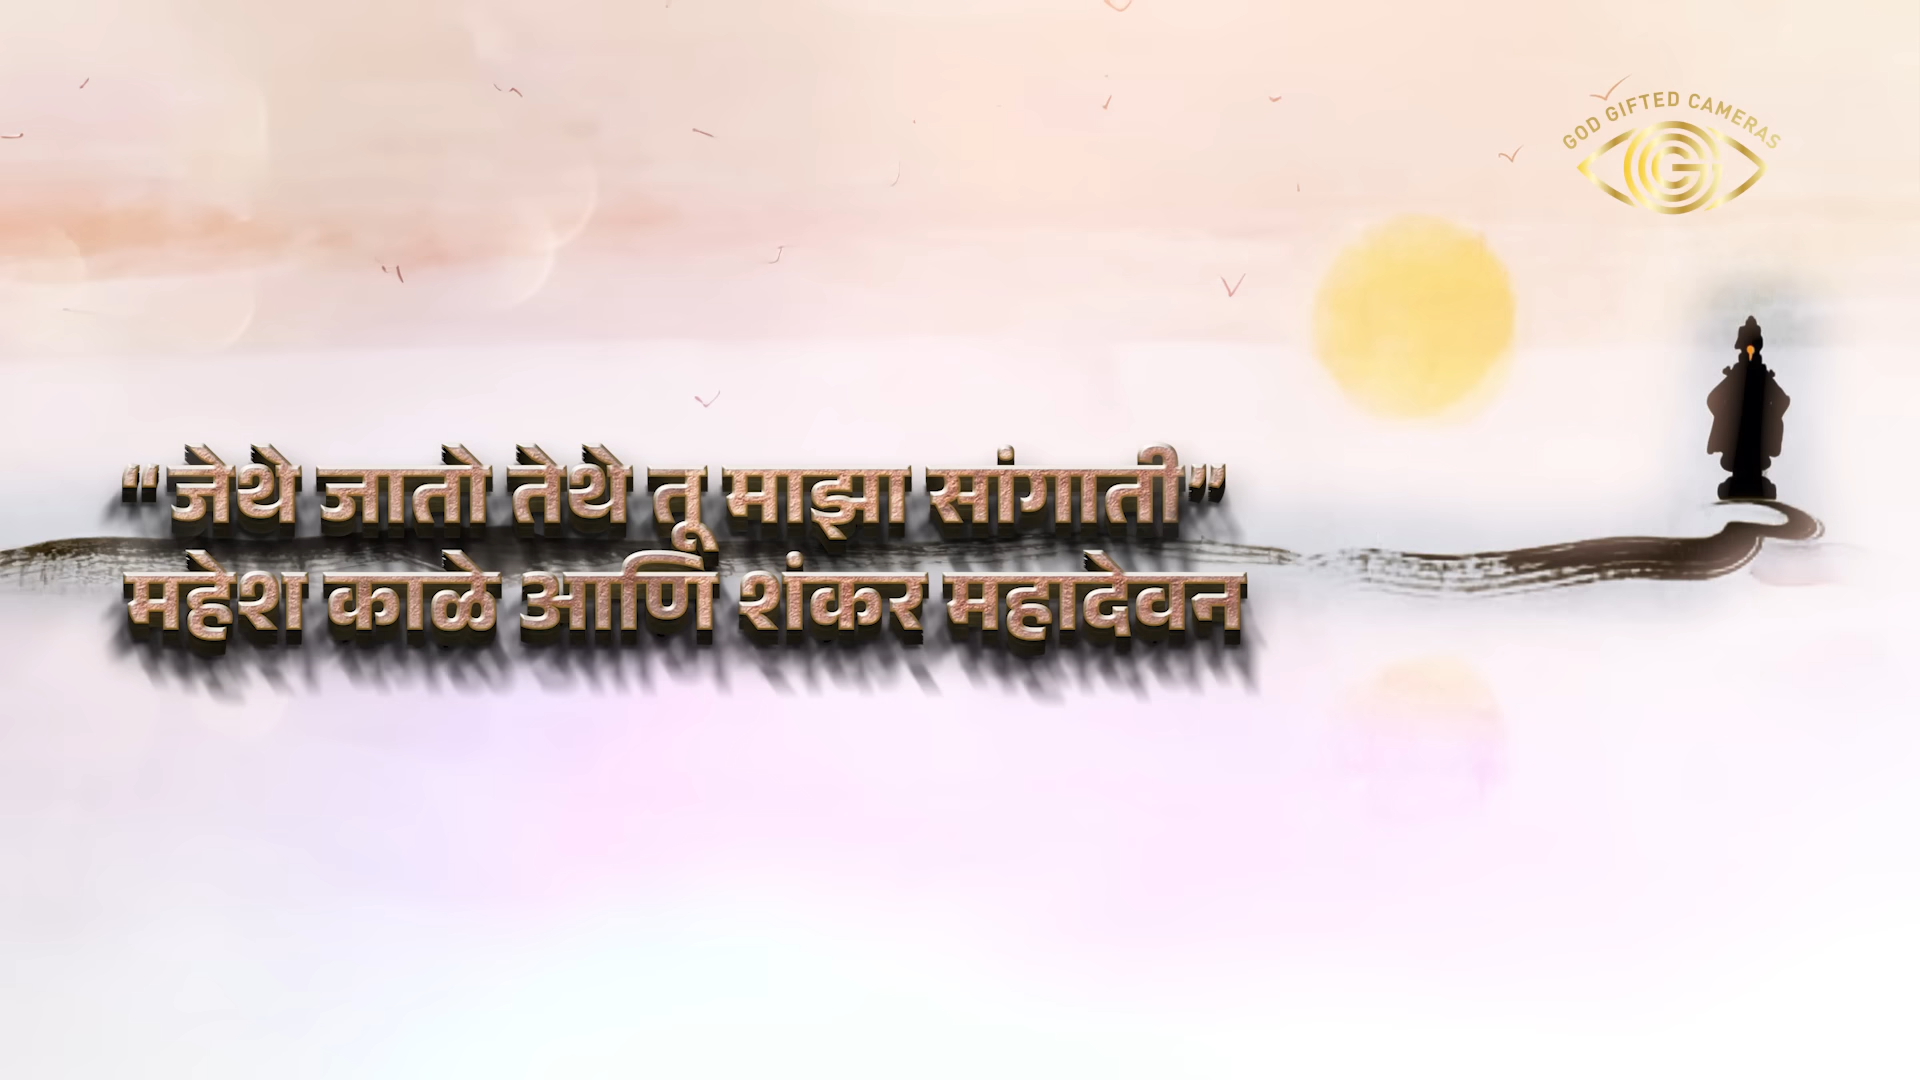 GOD GIFTED CAMERAS
“जेथे जातो तेथे तू माझा सांगाती”
महेश काळे आणि शंकर महादेवन